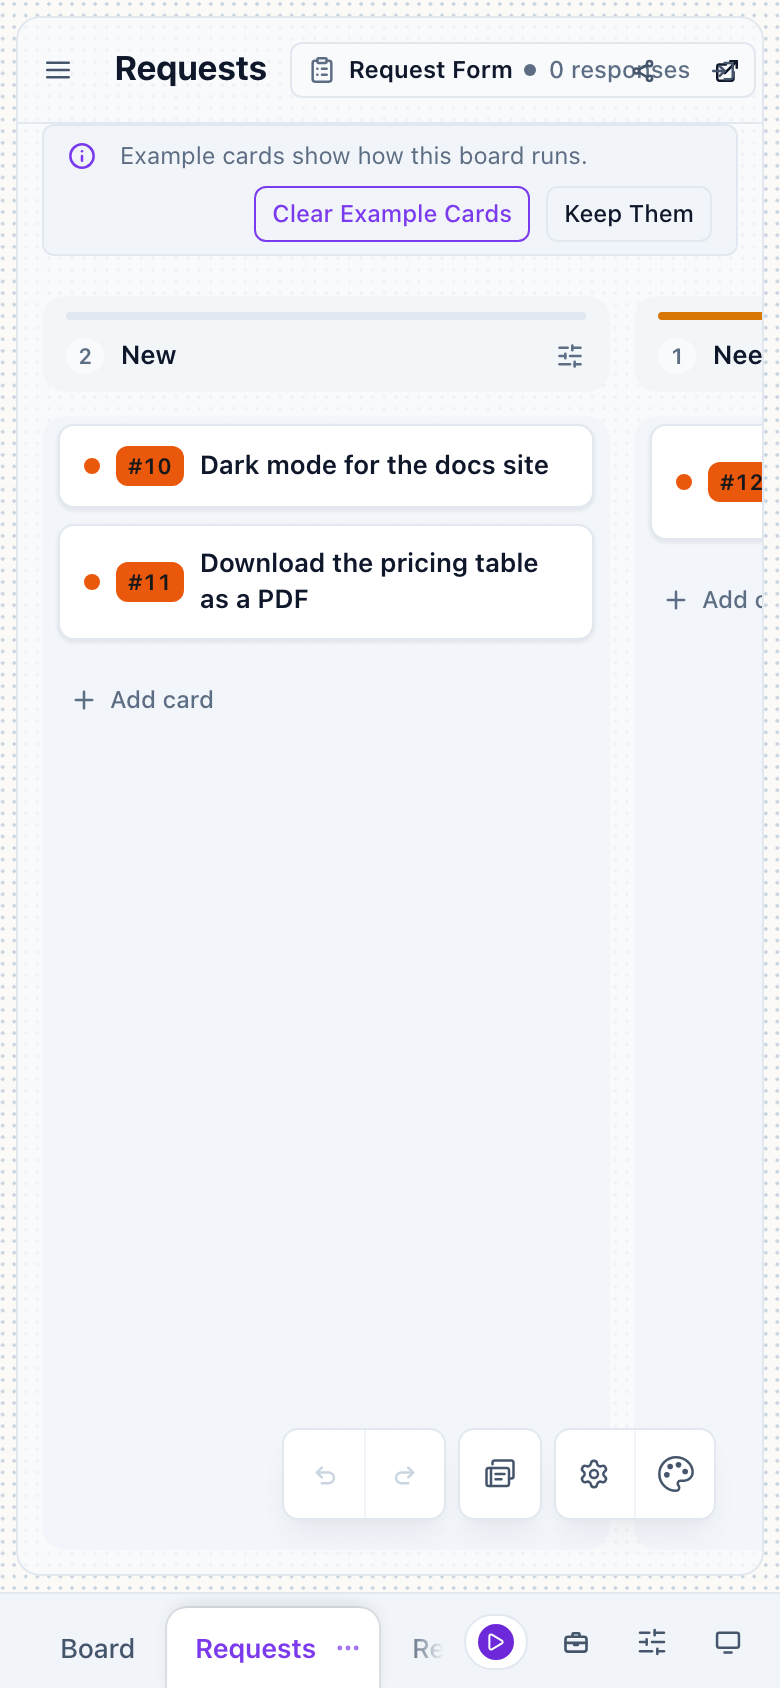 Requests
Request Form • 0 responses
Example cards show how this board runs.
Clear Example Cards
Keep Them
2 New
#10 Dark mode for the docs site
#11 Download the pricing table
as a PDF
+ Add card
1
#12
+ Add
Board
Requests ...